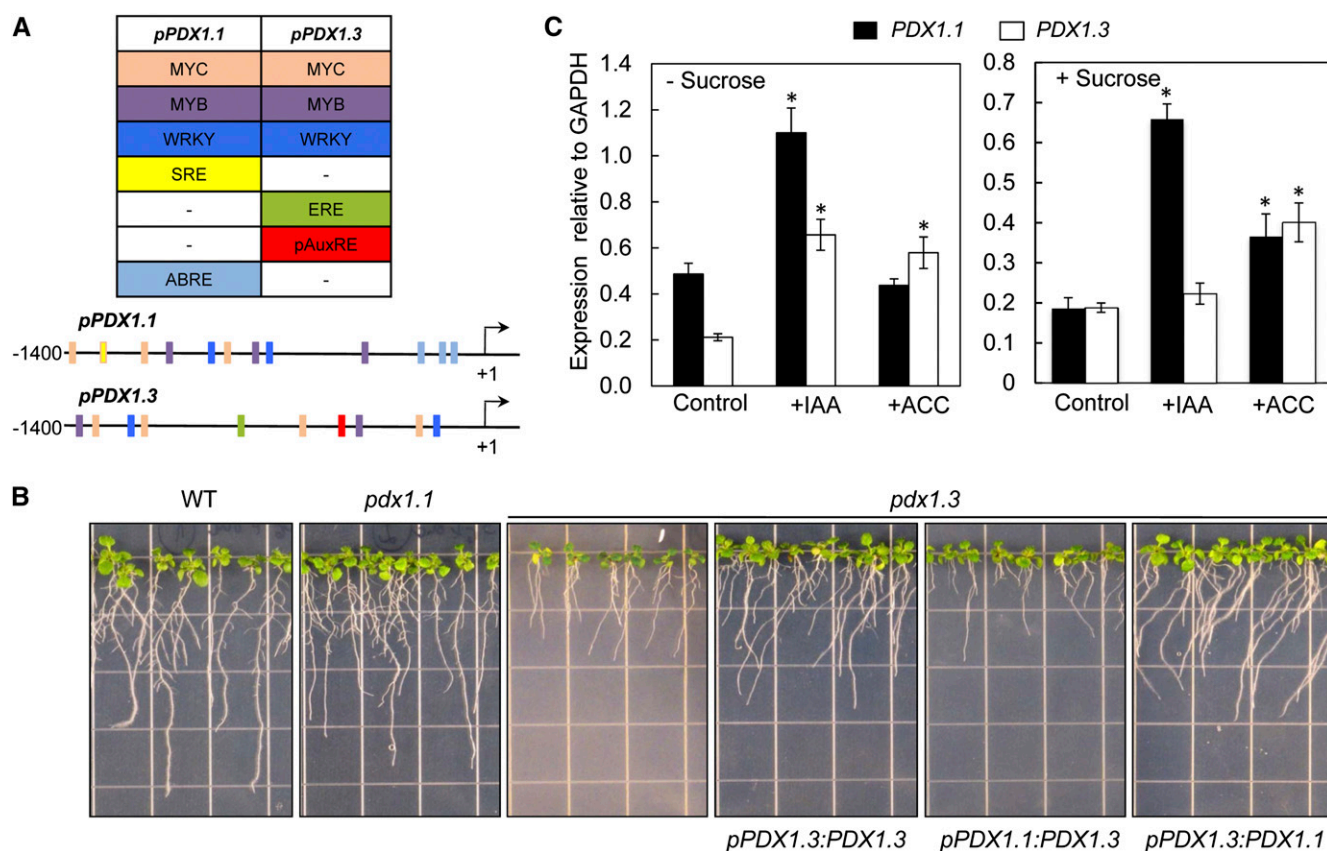 A
pPDX1.1 pPDX1.3
MYC MYC
MYB MYB
WRKY WRKY
SRE -
- ERE
- pAuxRE
ABRE -
pPDX1.1
-1400
+1
pPDX1.3
-1400
+1
C
PDX1.1 PDX1.3
Expression relative to GAPDH
- Sucrose
1.4
1.2
1.0
0.8
0.6
0.4
0.2
0.0
* * *
Control +IAA +ACC
+ Sucrose
0.8
0.7
0.6
0.5
0.4
0.3
0.2
0.1
0
* * *
Control +IAA +ACC
B
WT pdx1.1 pdx1.3
pPDX1.3:PDX1.3 pPDX1.1:PDX1.3 pPDX1.3:PDX1.1